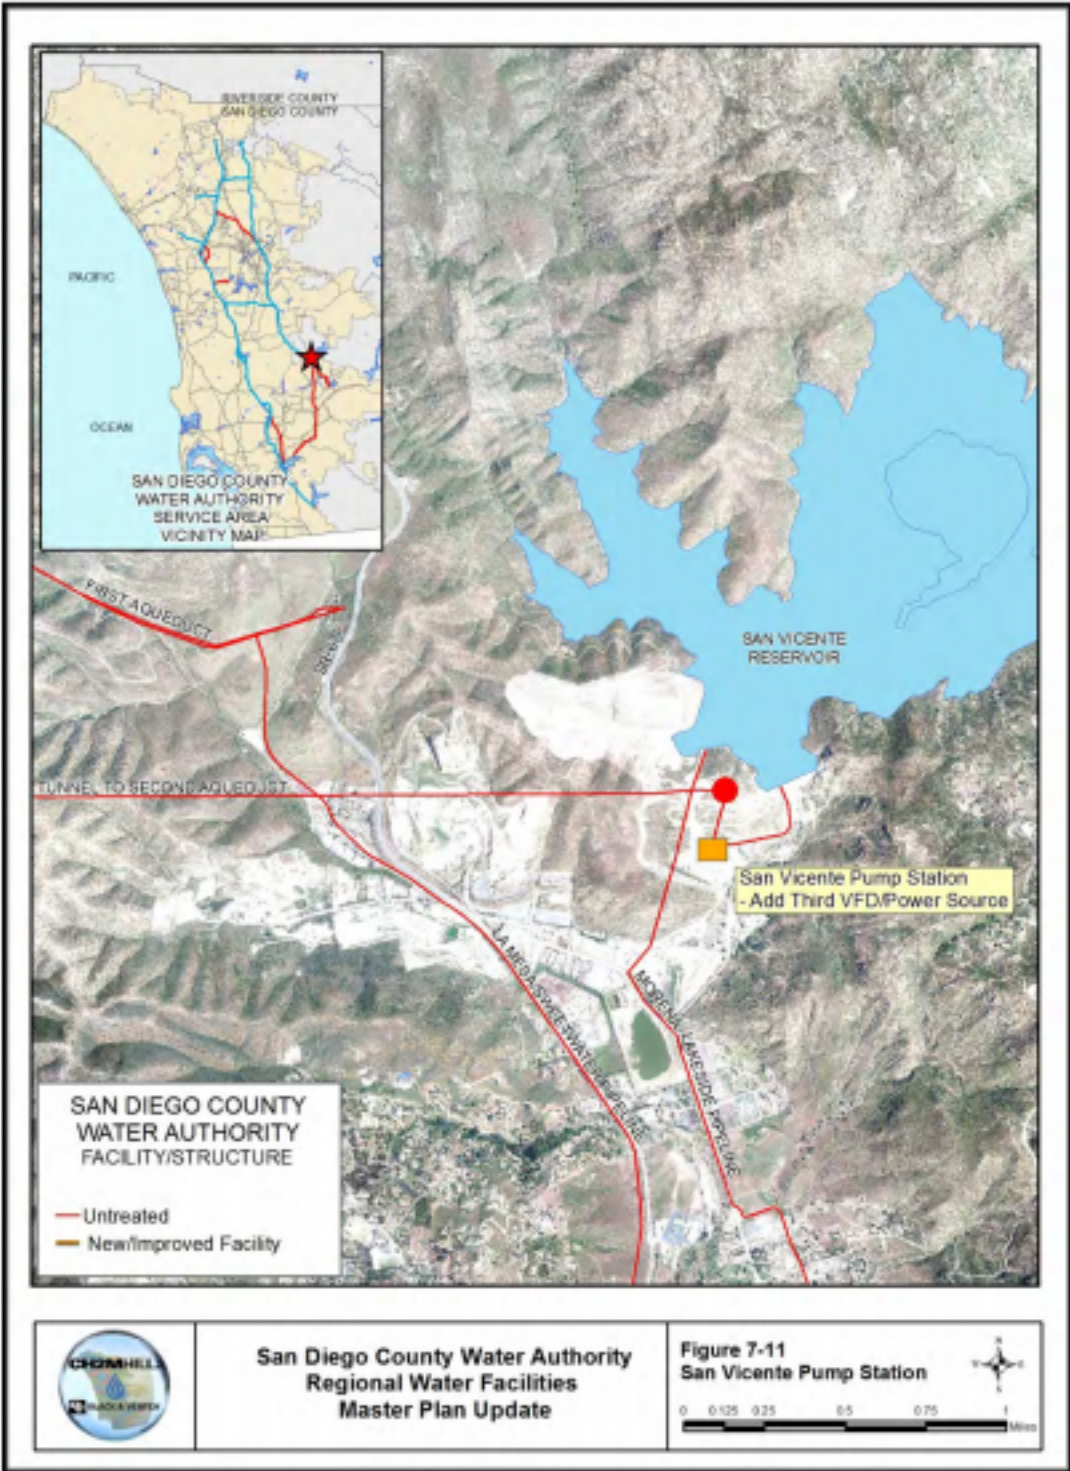 RIVERSIDE COUNTY
SAN DIEGO COUNTY
PACIFIC
OCEAN
SAN DIEGO COUNTY
WATER AUTHORITY
SERVICE AREA/
VICINITY MAP
FIRST AQUEDUCT
SR-67
SAN VICENTE
RESERVOIR
TUNNEL TO SECOND AQUEDUCT
San Vicente Pump Station
- Add Third VFD/Power Source
LA MESA SWEETWATER PIPELINE
MORENO LAKESIDE PIPELINE
SAN DIEGO COUNTY
WATER AUTHORITY
FACILITY/STRUCTURE
Untreated
New/Improved Facility
CH2MHILL
BLACK & VEATCH
San Diego County Water Authority
Regional Water Facilities
Master Plan Update
Figure 7-11
San Vicente Pump Station
N
W E
S
0 0.125 0.25 0.5 0.75 1
Miles